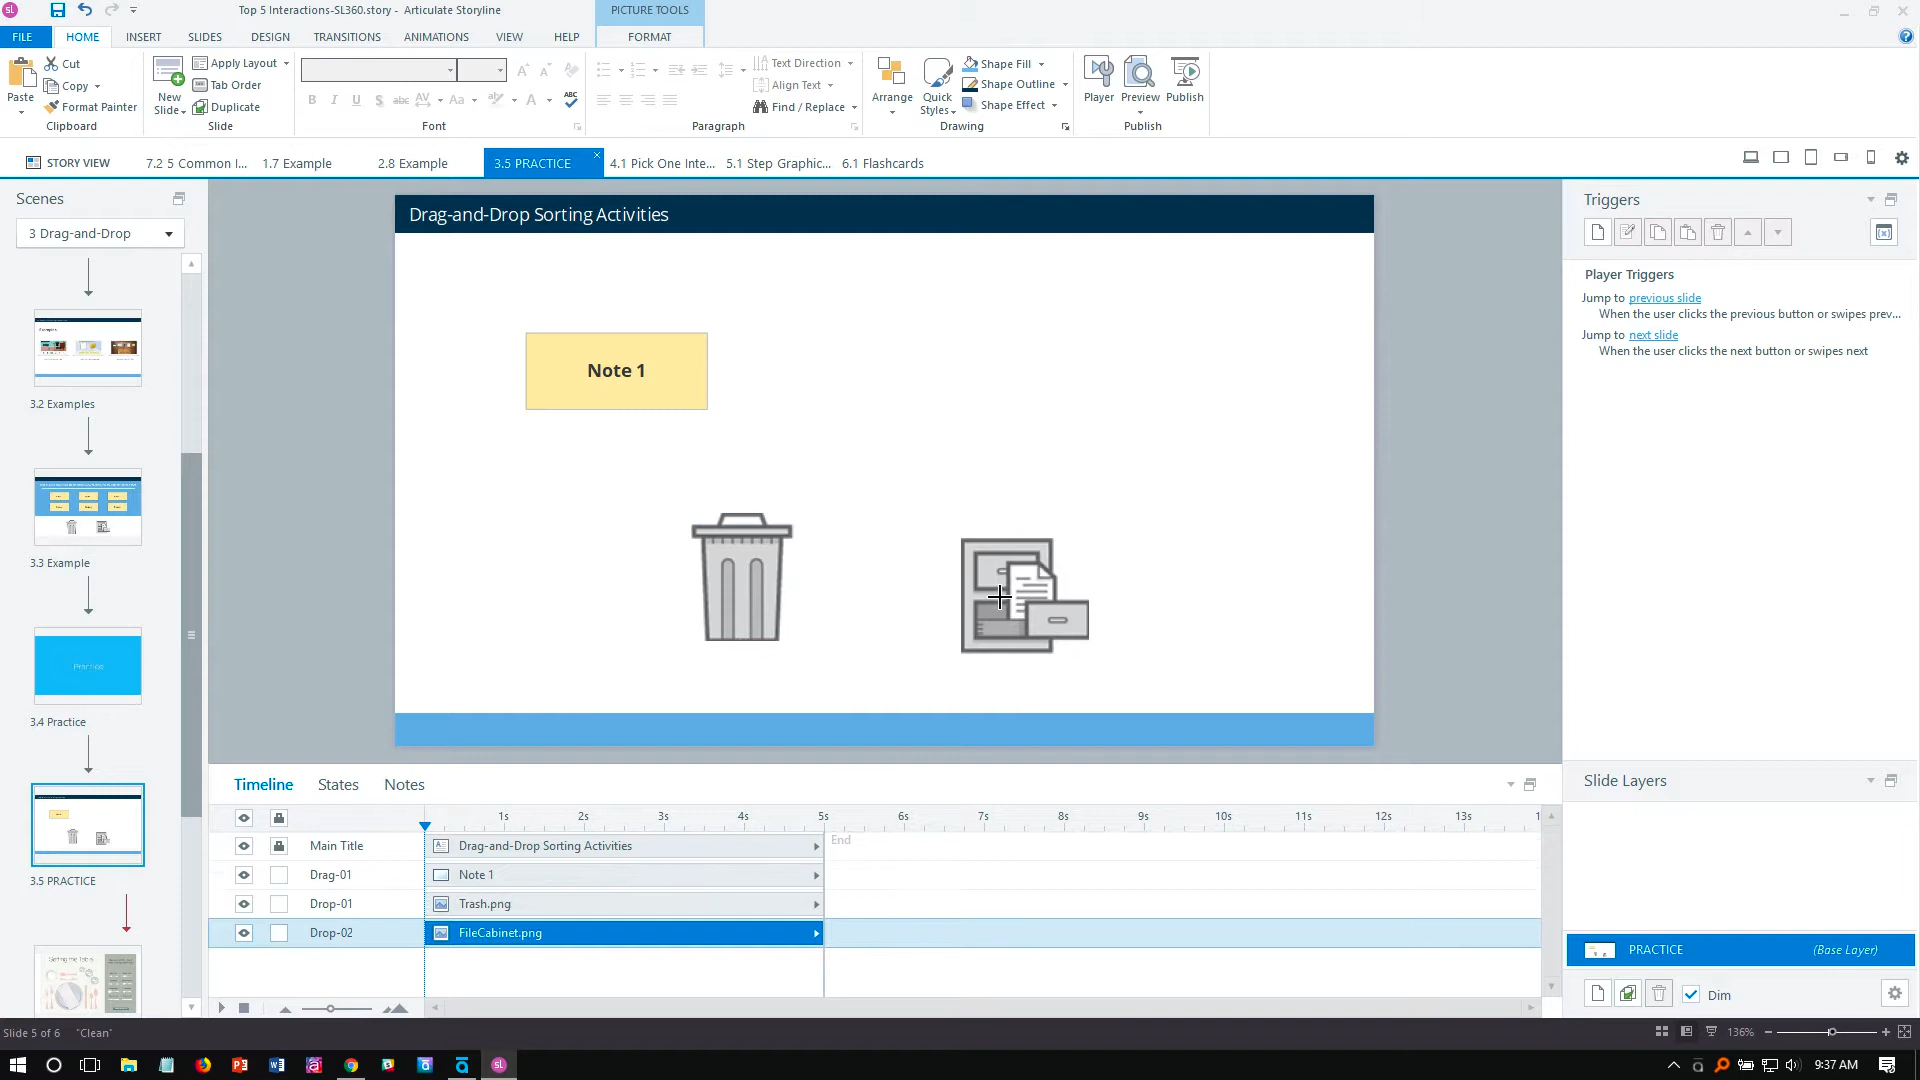 sl Top 5 Interactions-SL360.story - Articulate Storyline PICTURE TOOLS
FILE HOME INSERT SLIDES DESIGN TRANSITIONS ANIMATIONS VIEW HELP FORMAT
Paste Cut Copy Format Painter Clipboard
New Slide Apply Layout Tab Order Duplicate Slide
B I U S abc AV Aa A ABC Font
Text Direction Align Text Find / Replace Paragraph
Arrange Quick Styles Shape Fill Shape Outline Shape Effect Drawing
Player Preview Publish Publish
STORY VIEW 7.2 5 Common I... 1.7 Example 2.8 Example 3.5 PRACTICE 4.1 Pick One Inte... 5.1 Step Graphic... 6.1 Flashcards
Scenes
3 Drag-and-Drop
3.2 Examples
3.3 Example
Practice
3.4 Practice
3.5 PRACTICE
Drag-and-Drop Sorting Activities
Note 1
Triggers
Player Triggers
Jump to previous slide
When the user clicks the previous button or swipes prev...
Jump to next slide
When the user clicks the next button or swipes next
Timeline States Notes
1s 2s 3s 4s 5s 6s 7s 8s 9s 10s 11s 12s 13s 1
Main Title Drag-and-Drop Sorting Activities End
Drag-01 Note 1
Drop-01 Trash.png
Drop-02 FileCabinet.png
Slide Layers
PRACTICE (Base Layer)
Dim
Slide 5 of 6 "Clean" 136%
9:37 AM